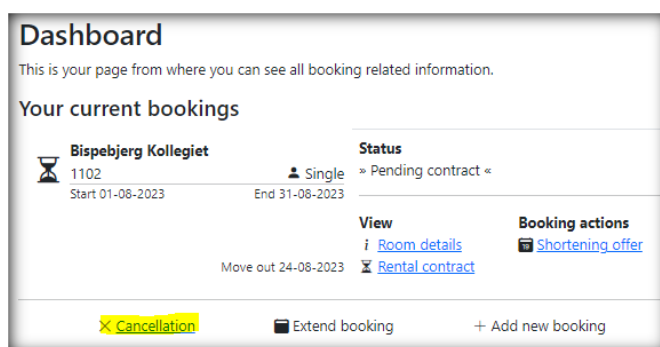 Dashboard
This is your page from where you can see all booking related information.
Your current bookings
Bispebjerg Kollegiet
1102 Single
Start 01-08-2023 End 31-08-2023
Move out 24-08-2023
Status
» Pending contract «
View
i Room details
Rental contract
Booking actions
19 Shortening offer
Cancellation Extend booking + Add new booking